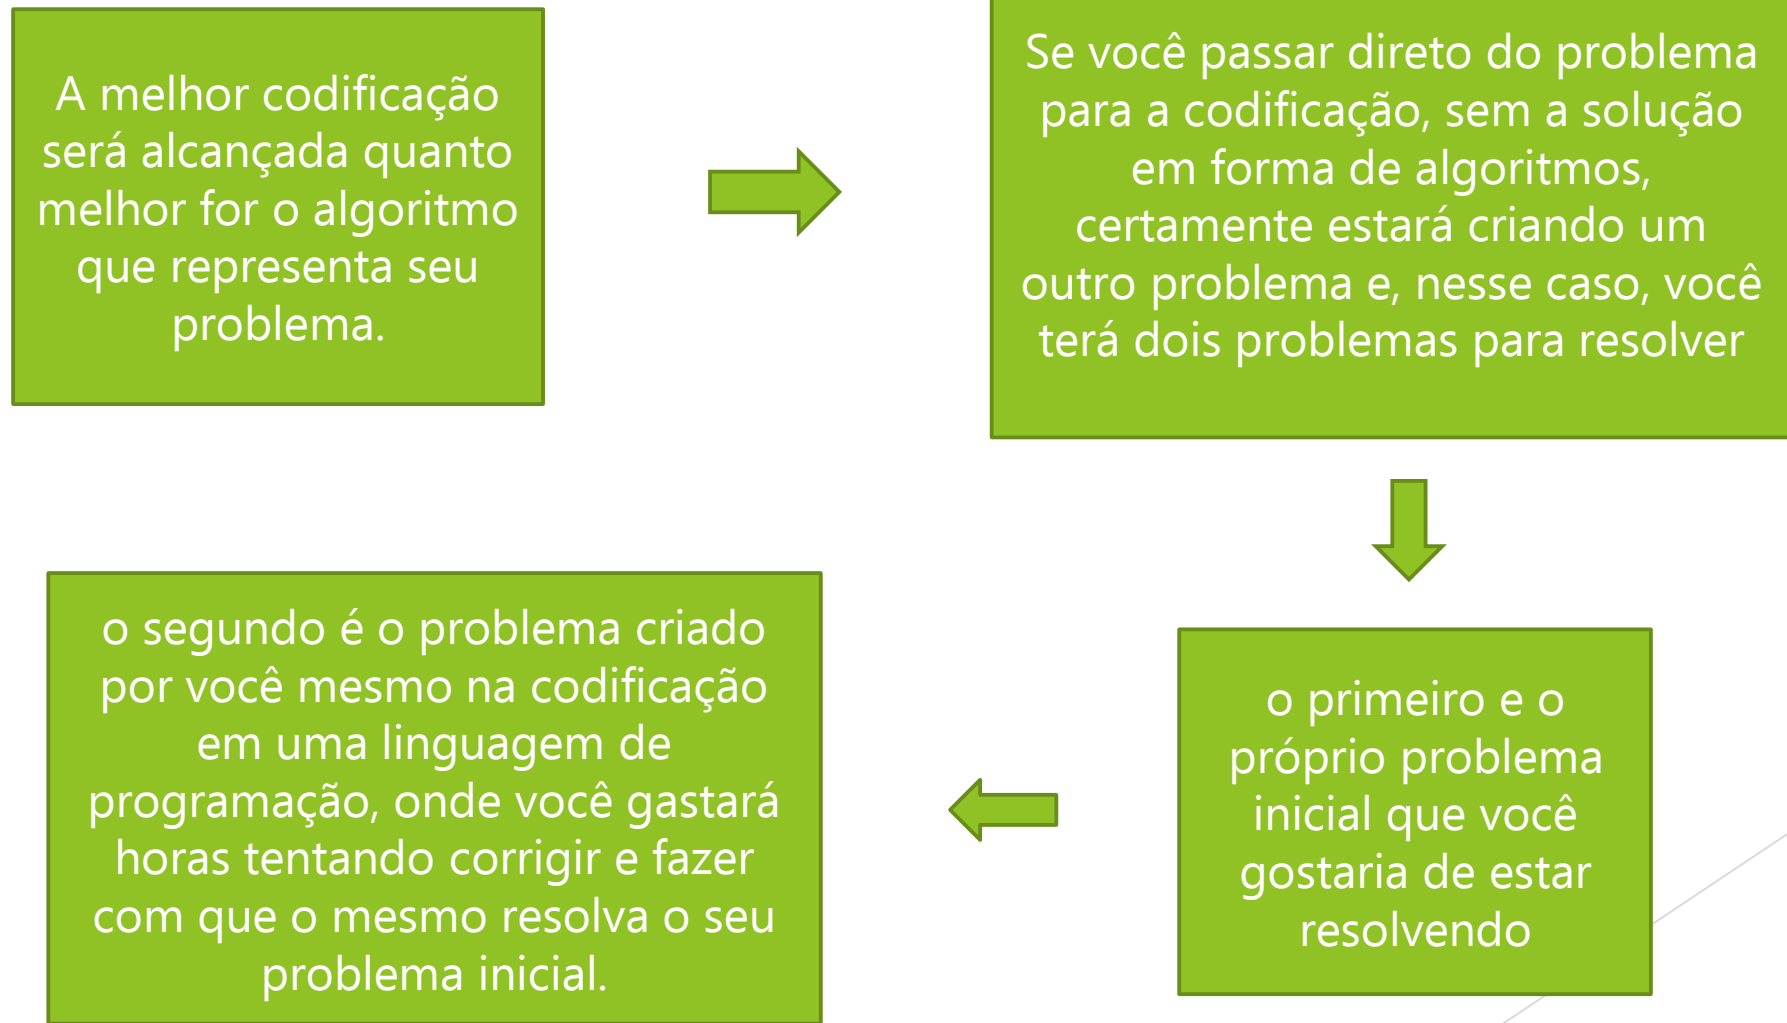 A melhor codificação
será alcançada quanto
melhor for o algoritmo
que representa seu
problema.
Se você passar direto do problema
para a codificação, sem a solução
em forma de algoritmos,
certamente estará criando um
outro problema e, nesse caso, você
terá dois problemas para resolver
o primeiro e o
próprio problema
inicial que você
gostaria de estar
resolvendo
o segundo é o problema criado
por você mesmo na codificação
em uma linguagem de
programação, onde você gastará
horas tentando corrigir e fazer
com que o mesmo resolva o seu
problema inicial.